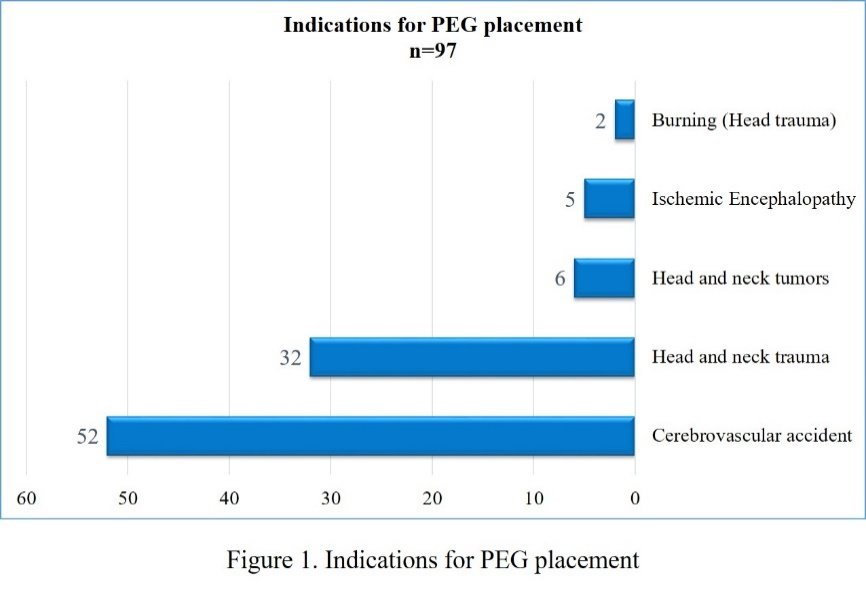 Indications for PEG placement
n=97
2 Burning (Head trauma)
5 Ischemic Encephalopathy
6 Head and neck tumors
32 Head and neck trauma
52 Cerebrovascular accident
60 50 40 30 20 10 0
Figure 1. Indications for PEG placement